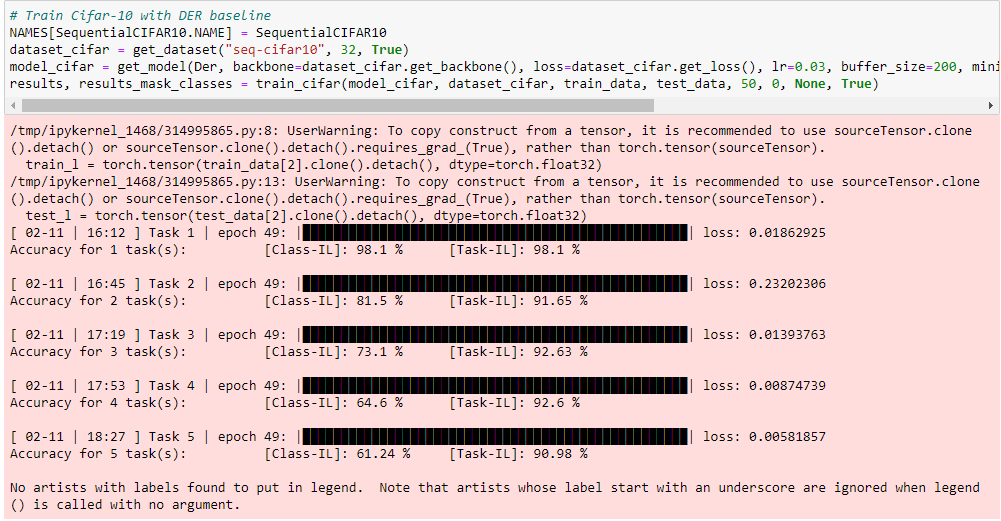 # Train Cifar-10 with DER baseline
NAMES[SequentialCIFAR10.NAME] = SequentialCIFAR10
dataset_cifar = get_dataset("seq-cifar10", 32, True)
model_cifar = get_model(Der, backbone=dataset_cifar.get_backbone(), loss=dataset_cifar.get_loss(), lr=0.03, buffer_size=200, mini
results, results_mask_classes = train_cifar(model_cifar, dataset_cifar, train_data, test_data, 50, 0, None, True)
/tmp/ipykernel_1468/314995865.py:8: UserWarning: To copy construct from a tensor, it is recommended to use sourceTensor.clone
().detach() or sourceTensor.clone().detach().requires_grad_(True), rather than torch.tensor(sourceTensor).
  train_l = torch.tensor(train_data[2].clone().detach(), dtype=torch.float32)
/tmp/ipykernel_1468/314995865.py:13: UserWarning: To copy construct from a tensor, it is recommended to use sourceTensor.clone
().detach() or sourceTensor.clone().detach().requires_grad_(True), rather than torch.tensor(sourceTensor).
  test_l = torch.tensor(test_data[2].clone().detach(), dtype=torch.float32)
[ 02-11 | 16:12 ] Task 1 | epoch 49: | | loss: 0.01862925
Accuracy for 1 task(s): [Class-IL]: 98.1 % [Task-IL]: 98.1 %
[ 02-11 | 16:45 ] Task 2 | epoch 49: | | loss: 0.23202306
Accuracy for 2 task(s): [Class-IL]: 81.5 % [Task-IL]: 91.65 %
[ 02-11 | 17:19 ] Task 3 | epoch 49: | | loss: 0.01393763
Accuracy for 3 task(s): [Class-IL]: 73.1 % [Task-IL]: 92.63 %
[ 02-11 | 17:53 ] Task 4 | epoch 49: | | loss: 0.00874739
Accuracy for 4 task(s): [Class-IL]: 64.6 % [Task-IL]: 92.6 %
[ 02-11 | 18:27 ] Task 5 | epoch 49: | | loss: 0.00581857
Accuracy for 5 task(s): [Class-IL]: 61.24 % [Task-IL]: 90.98 %
No artists with labels found to put in legend.  Note that artists whose label start with an underscore are ignored when legend
() is called with no argument.